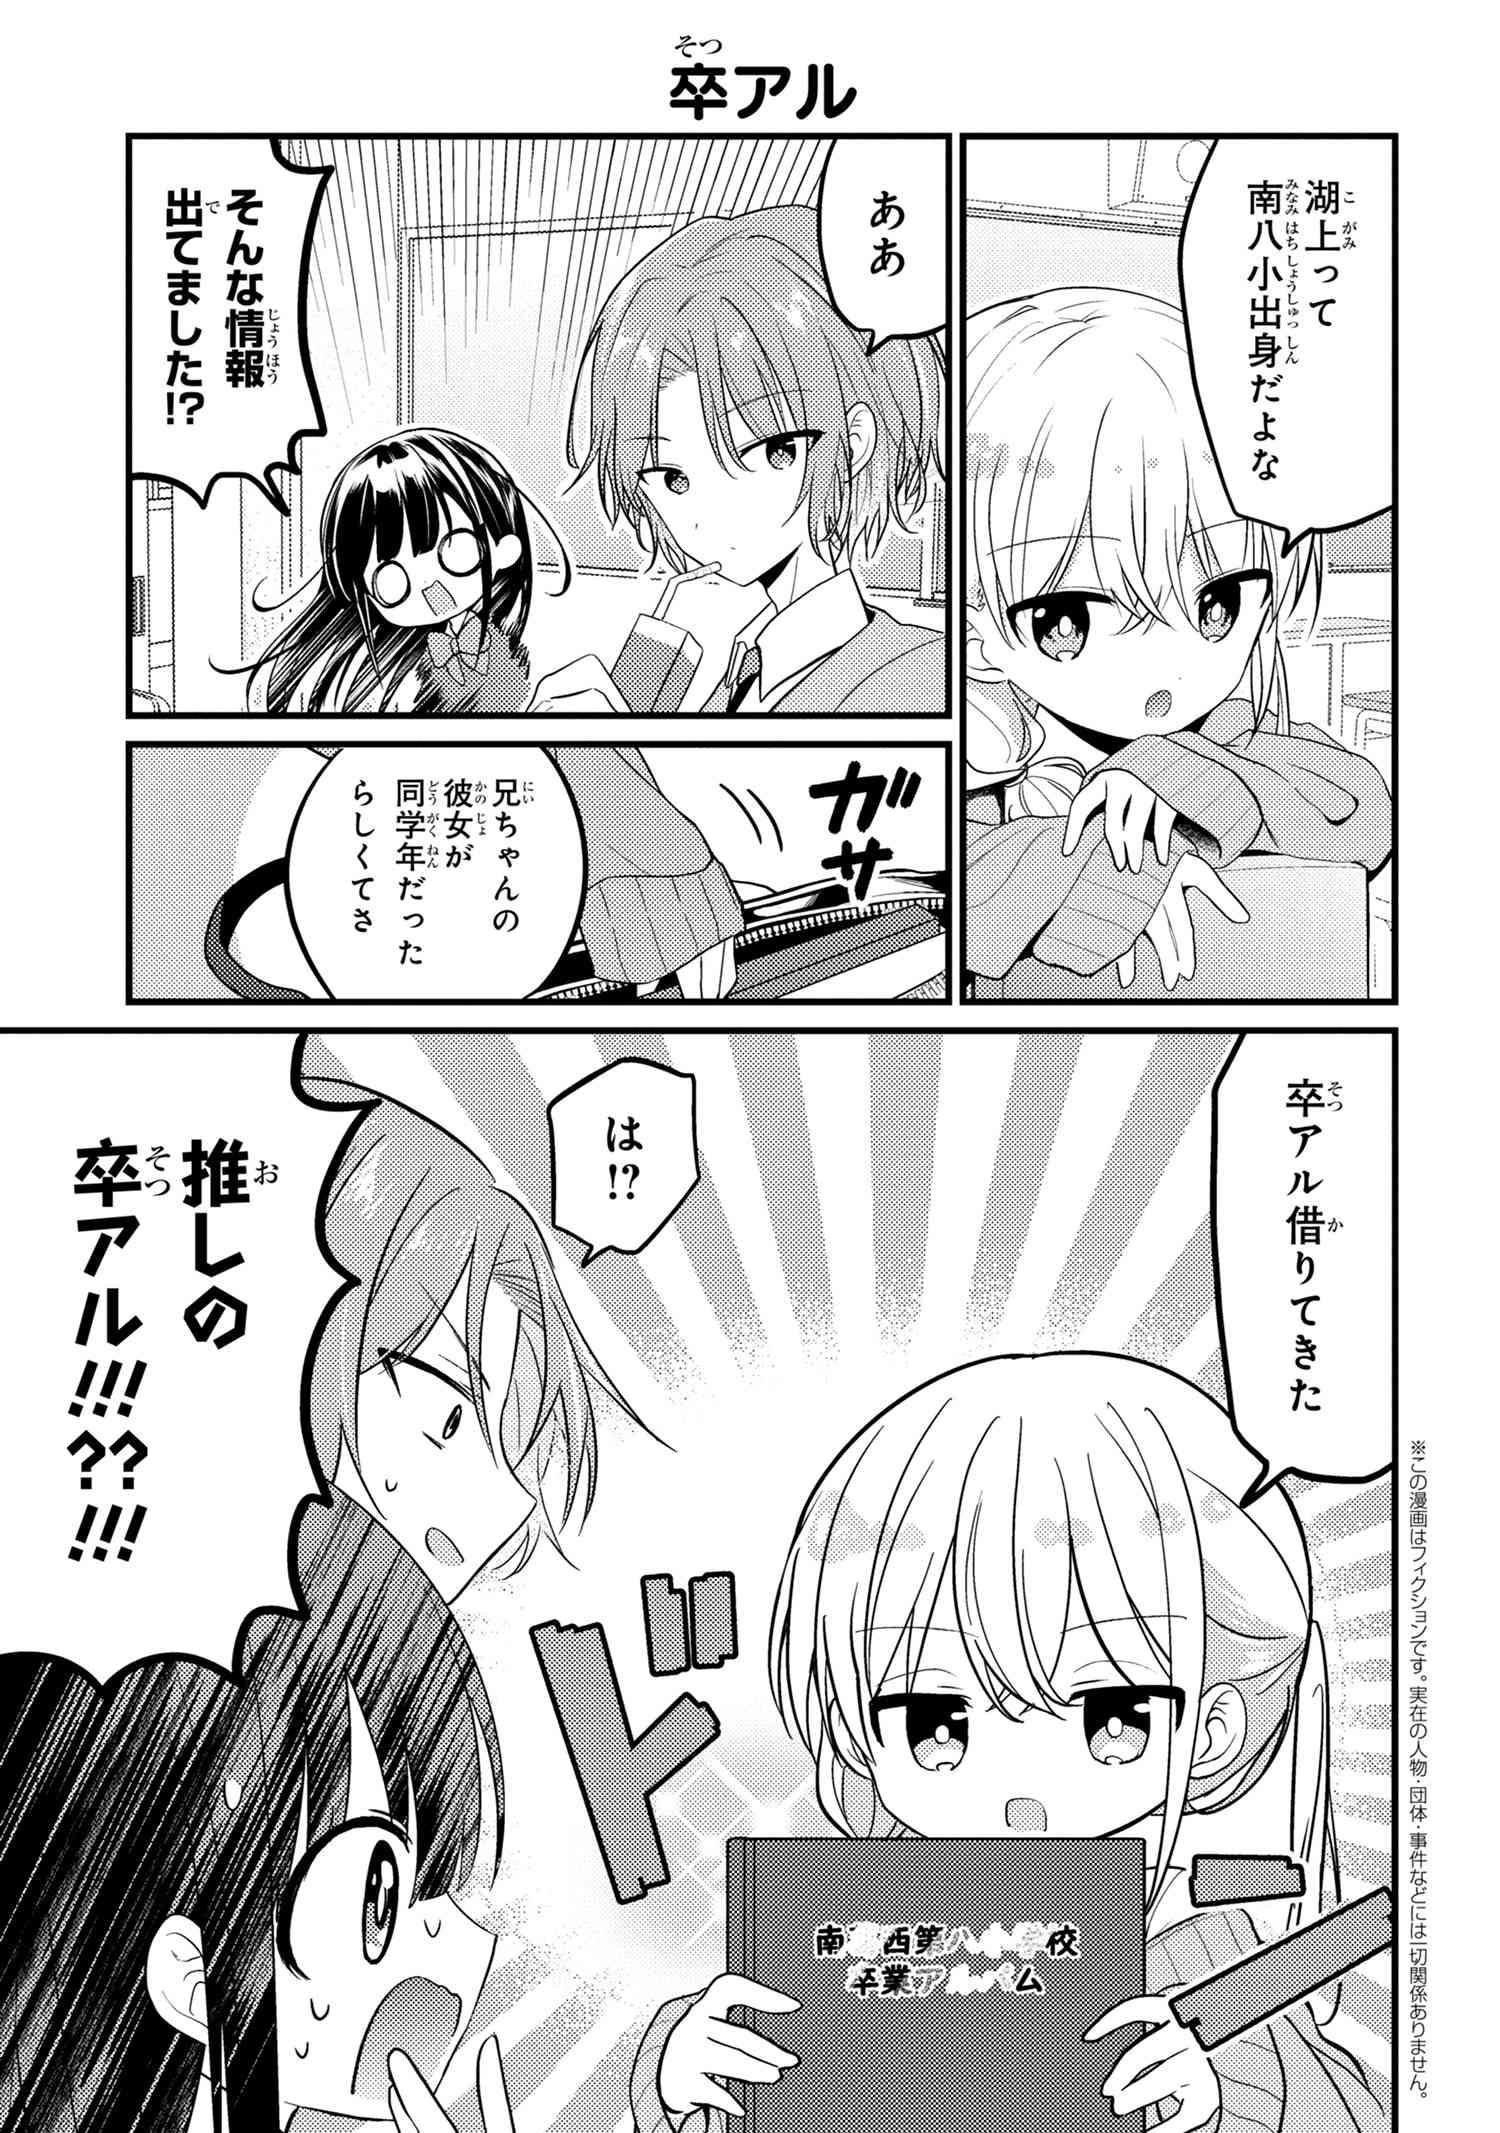 卒アル
湖上って
南八小出身だよな
ああ
そんな情報
出てました!?
ガサ
兄ちゃんの
彼女が
同学年だった
らしくてさ
卒アル借りてきた
は!?
推しの
卒アル!!!??!!!
ドーン
南
西第八小学校
卒業アルバム
※この漫画はフィクションです。実在の人物・団体・事件などには一切関係ありません。